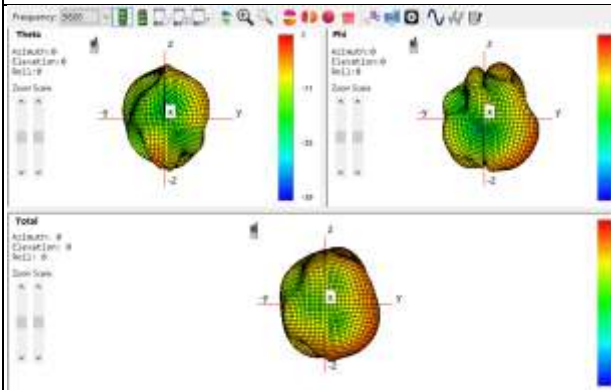 Frequency: 5605
Theta
Azimuth:0
Elevation:0
Roll:0
Zoom Scale
Z
-Y
X
Y
-Z
Phi
Azimuth:0
Elevation:0
Roll:0
Zoom Scale
Z
-Y
X
Y
-Z
Total
Azimuth: 0
Elevation: 0
Roll: 0
Zoom Scale
Z
-Y
X
Y
-Z